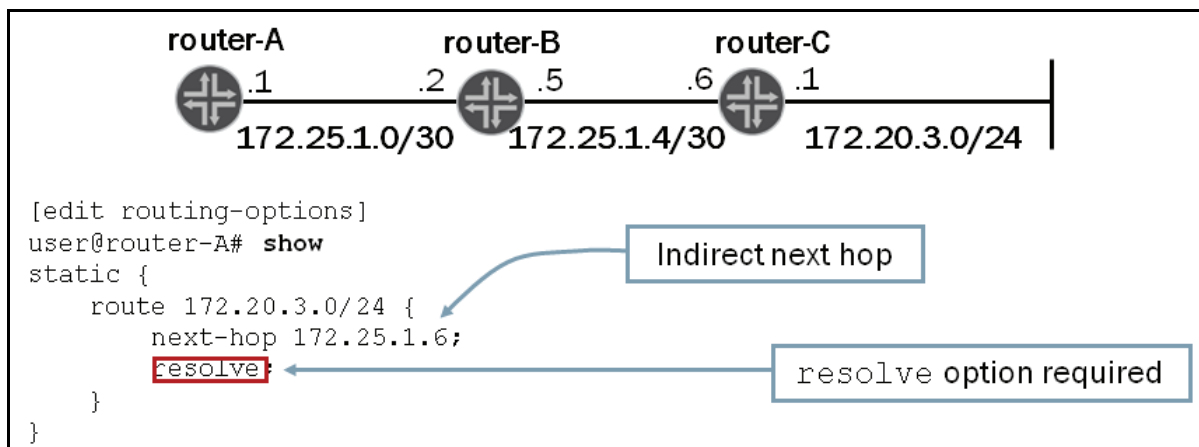 router-A router-B router-C
.1 .2 .5 .6 .1
172.25.1.0/30 172.25.1.4/30 172.20.3.0/24
[edit routing-options]
user@router-A# show
static {
route 172.20.3.0/24 {
next-hop 172.25.1.6;
resolve;
}
}
Indirect next hop
resolve option required